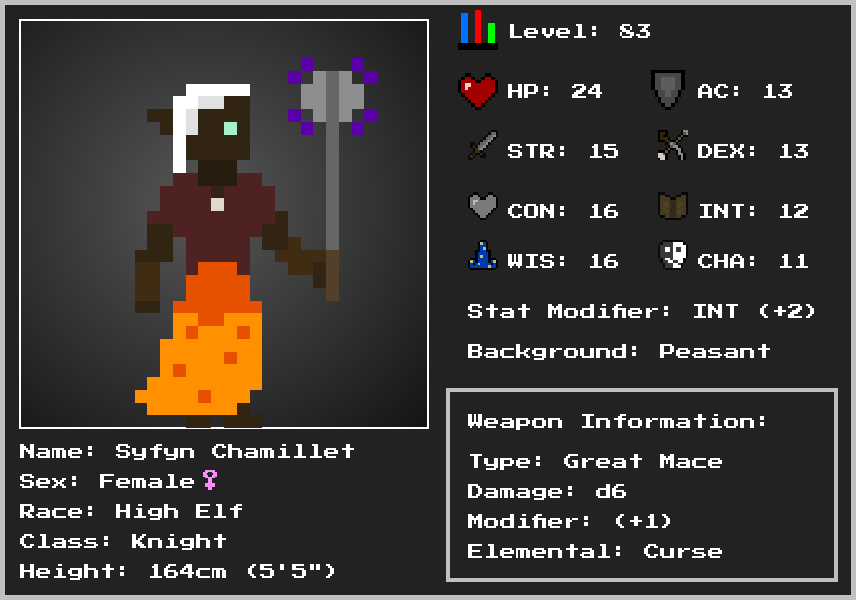 Level: 83
HP: 24 AC: 13
STR: 15 DEX: 13
CON: 16 INT: 12
WIS: 16 CHA: 11
Stat Modifier: INT (+2)
Background: Peasant
Weapon Information:
Type: Great Mace
Damage: d6
Modifier: (+1)
Elemental: Curse
Name: Syfyn Chamillet
Sex: Female♀
Race: High Elf
Class: Knight
Height: 164cm (5'5")